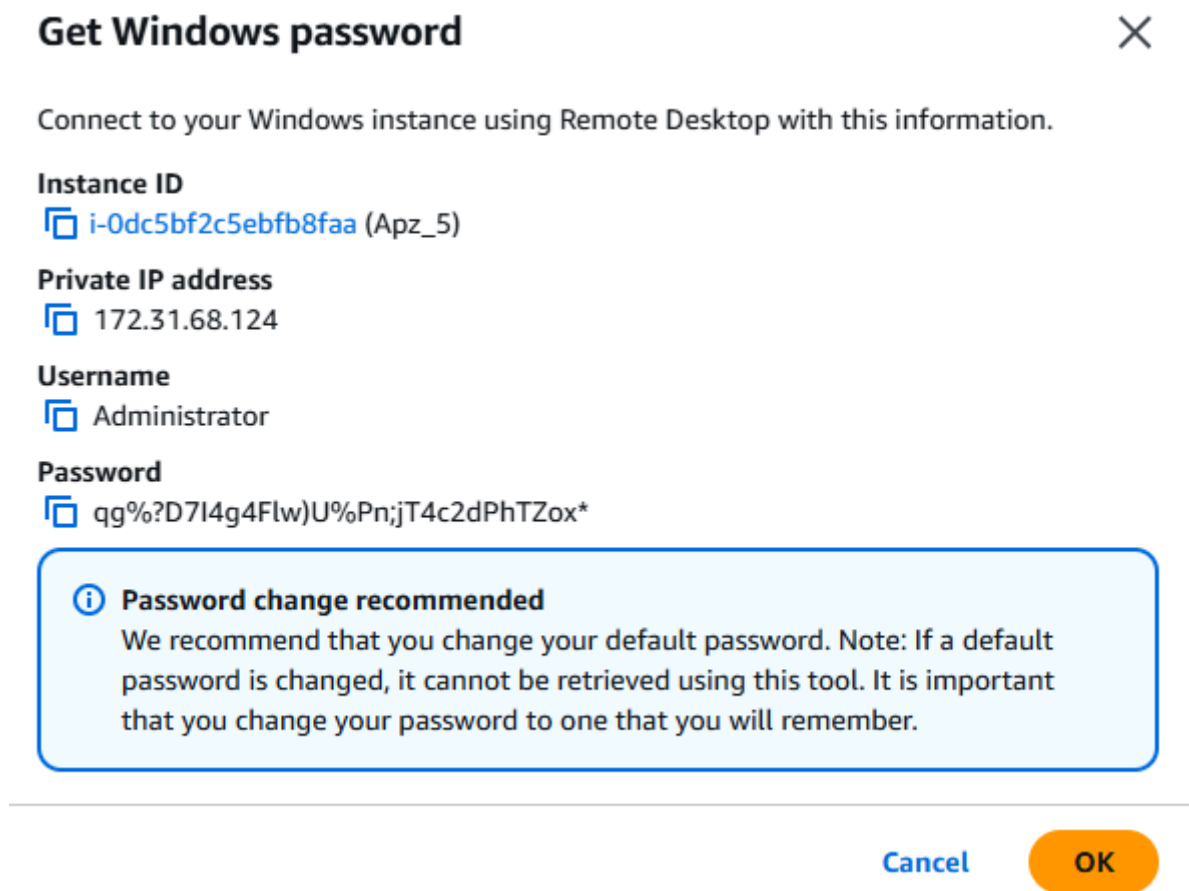 Get Windows password
Connect to your Windows instance using Remote Desktop with this information.
Instance ID
i-0dc5bf2c5ebfb8faa (Apz_5)
Private IP address
172.31.68.124
Username
Administrator
Password
qg%?D7I4g4Flw)U%Pn;jT4c2dPhTZox*
Password change recommended
We recommend that you change your default password. Note: If a default
password is changed, it cannot be retrieved using this tool. It is important
that you change your password to one that you will remember.
Cancel
OK